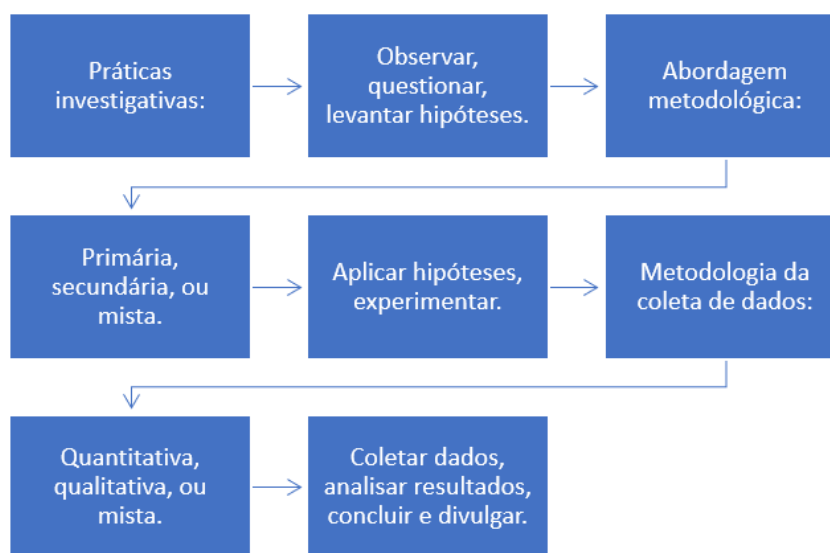 Práticas
investigativas:
Observar,
questionar,
levantar hipóteses.
Abordagem
metodológica:
Primária,
secundária, ou
mista.
Aplicar hipóteses,
experimentar.
Metodologia da
coleta de dados:
Quantitativa,
qualitativa, ou
mista.
Coletar dados,
analisar resultados,
concluir e divulgar.